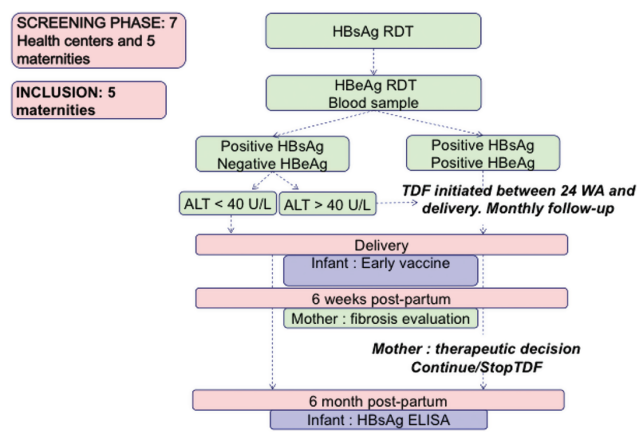 SCREENING PHASE: 7
Health centers and 5
maternities
INCLUSION: 5
maternities
HBsAg RDT
HBeAg RDT
Blood sample
Positive HBsAg
Negative HBeAg
Positive HBsAg
Positive HBeAg
ALT < 40 U/L
ALT > 40 U/L
TDF initiated between 24 WA and
delivery. Monthly follow-up
Delivery
Infant : Early vaccine
6 weeks post-partum
Mother : fibrosis evaluation
Mother : therapeutic decision
Continue/StopTDF
6 month post-partum
Infant : HBsAg ELISA